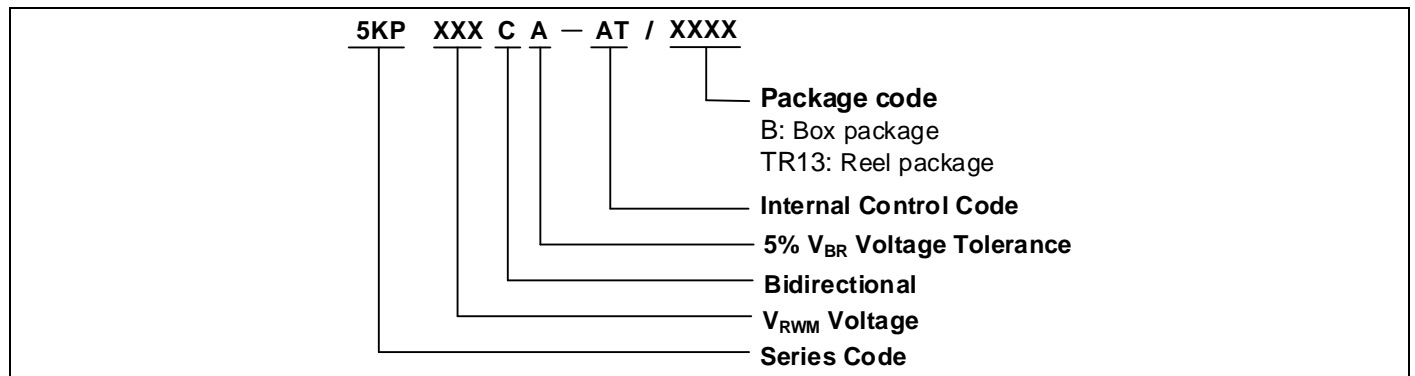 5KP XXX C A — AT / XXXX
Package code
B: Box package
TR13: Reel package
Internal Control Code
5% VBR Voltage Tolerance
Bidirectional
VRWM Voltage
Series Code